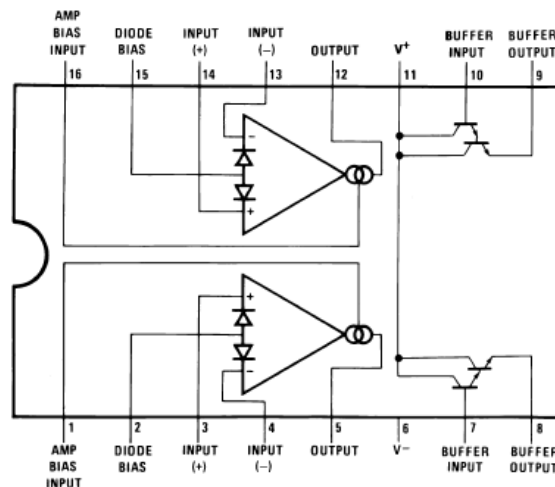 AMP
BIAS
INPUT
DIODE
BIAS
INPUT
(+)
INPUT
(−)
OUTPUT
V+
BUFFER
INPUT
BUFFER
OUTPUT
16
15
14
13
12
11
10
9
−
+
+
−
1
2
3
4
5
6
7
8
AMP
BIAS
INPUT
DIODE
BIAS
INPUT
(+)
INPUT
(−)
OUTPUT
V−
BUFFER
INPUT
BUFFER
OUTPUT